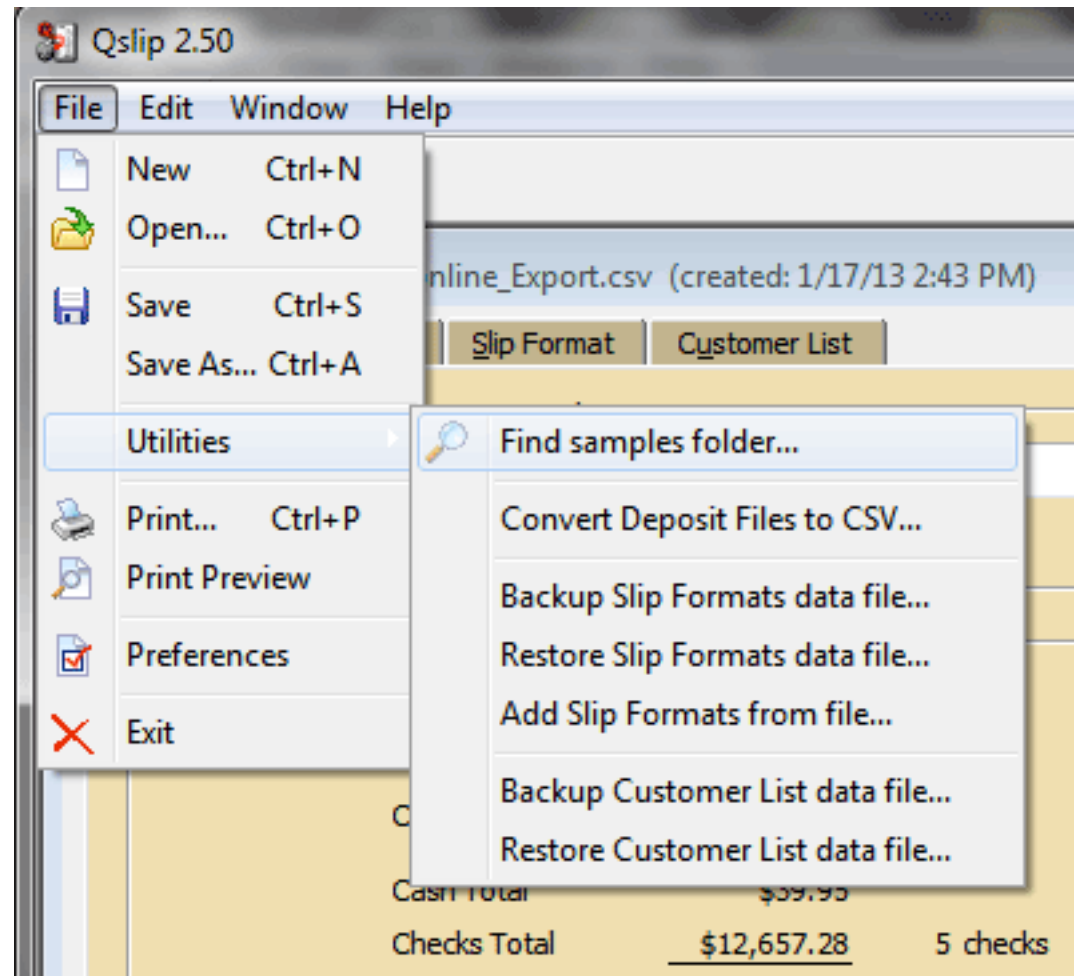 Qslip 2.50
File Edit Window Help
New Ctrl+N
Open... Ctrl+O
Save Ctrl+S
Save As... Ctrl+A
Utilities
Print... Ctrl+P
Print Preview
Preferences
Exit
nline_Export.csv (created: 1/17/13 2:43 PM)
Slip Format Customer List
Find samples folder...
Convert Deposit Files to CSV...
Backup Slip Formats data file...
Restore Slip Formats data file...
Add Slip Formats from file...
Backup Customer List data file...
Restore Customer List data file...
Cash Total $39.95
Checks Total $12,657.28 5 checks